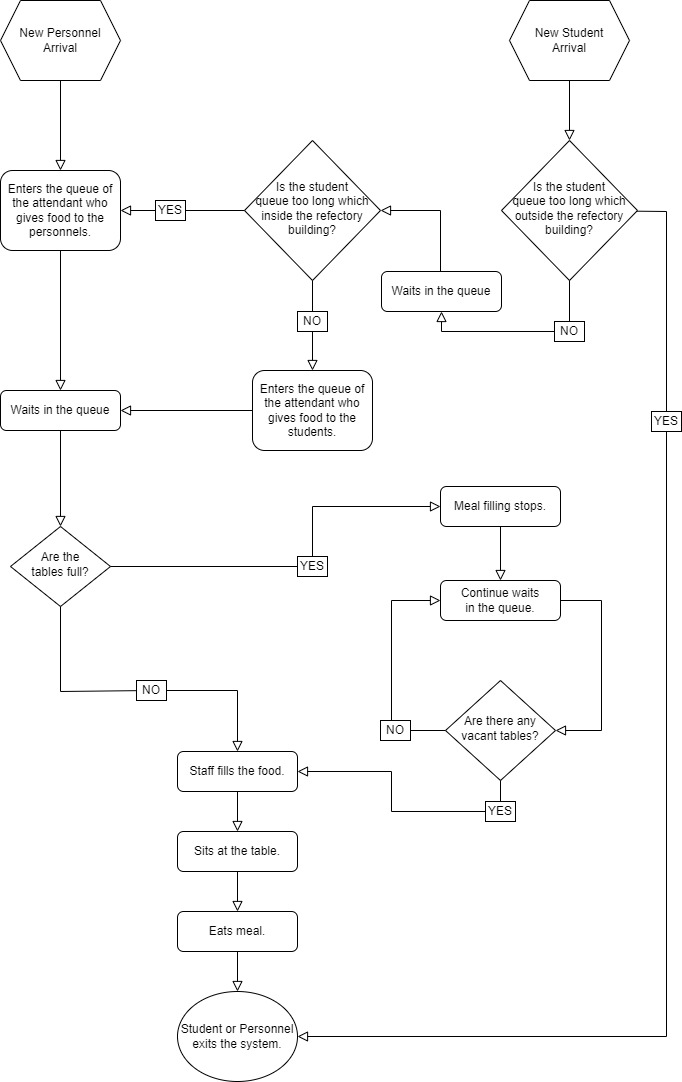 New Personnel
Arrival
New Student
Arrival
Enters the queue of
the attendant who
gives food to the
personnels.
YES
Is the student
queue too long which
inside the refectory
building?
Is the student
queue too long which
outside the refectory
building?
Waits in the queue
NO
NO
Enters the queue of
the attendant who
gives food to the
students.
Waits in the queue
YES
Meal filling stops.
Are the
tables full?
YES
Continue waits
in the queue.
NO
Are there any
vacant tables?
NO
Staff fills the food.
YES
Sits at the table.
Eats meal.
Student or Personnel
exits the system.